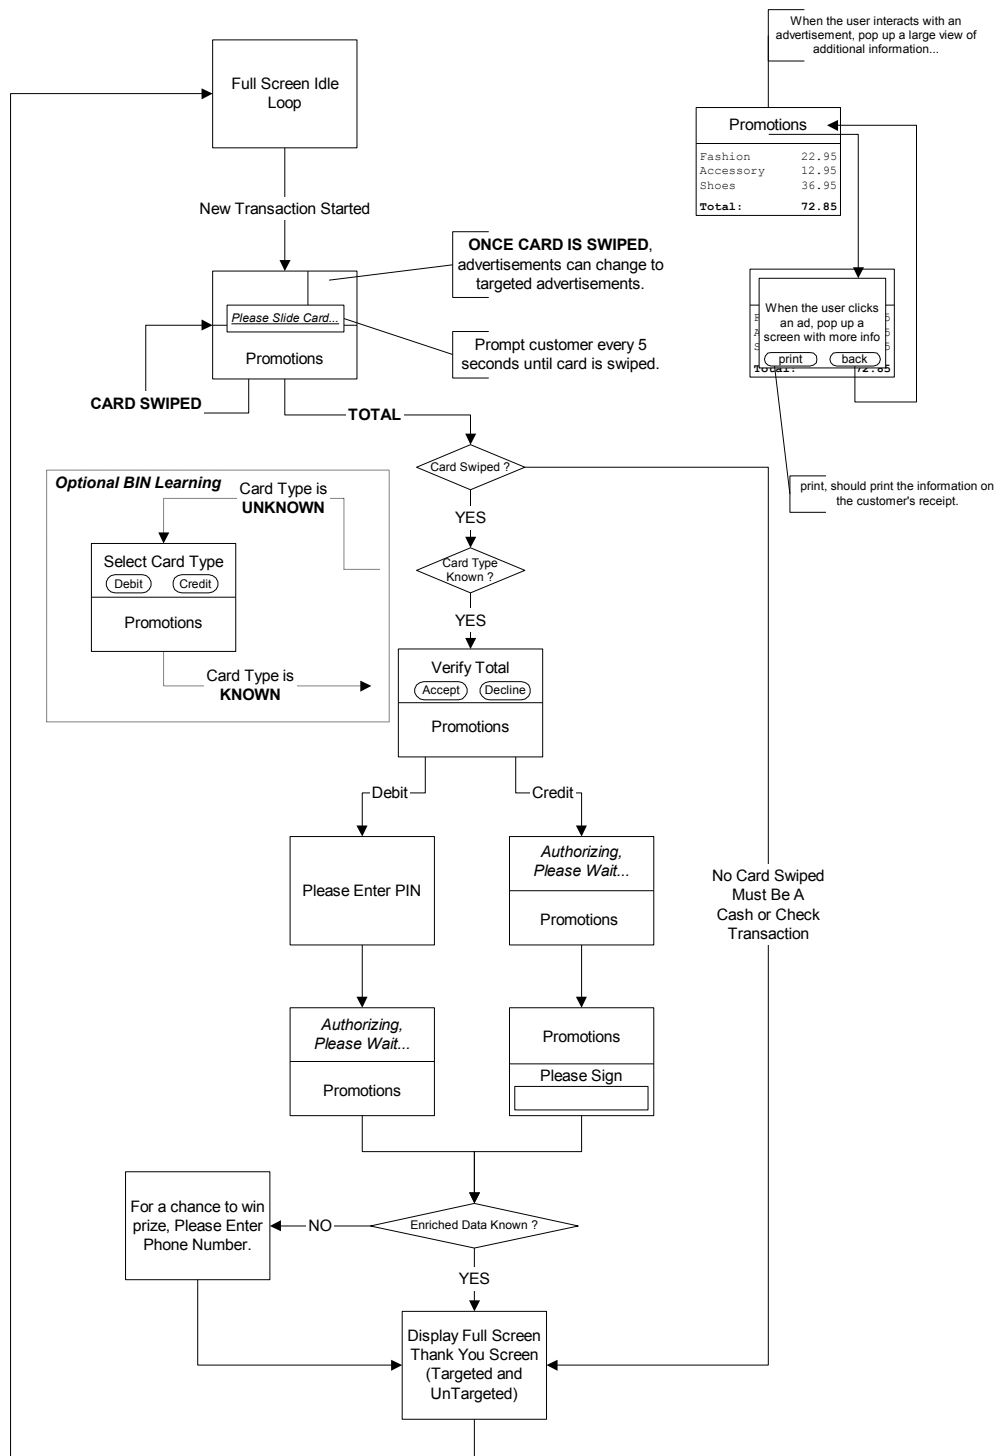 When the user interacts with an
advertisement, pop up a large view of
additional information...
Full Screen Idle
Loop
Promotions
Fashion 22.95
Accessory 12.95
Shoes 36.95
Total: 72.85
New Transaction Started
ONCE CARD IS SWIPED,
advertisements can change to
targeted advertisements.
Please Slide Card...
Promotions
Prompt customer every 5
seconds until card is swiped.
When the user clicks
an ad, pop up a
screen with more info
print back
Total: 72.85
CARD SWIPED
TOTAL
Card Swiped ?
print, should print the information on
the customer's receipt.
Optional BIN Learning
Card Type is
UNKNOWN
Select Card Type
Debit Credit
Promotions
Card Type is
KNOWN
YES
Card Type
Known ?
YES
Verify Total
Accept Decline
Promotions
Debit
Credit
Please Enter PIN
Authorizing,
Please Wait...
Promotions
No Card Swiped
Must Be A
Cash or Check
Transaction
Authorizing,
Please Wait...
Promotions
Promotions
Please Sign
For a chance to win
prize, Please Enter
Phone Number.
NO
Enriched Data Known ?
YES
Display Full Screen
Thank You Screen
(Targeted and
UnTargeted)